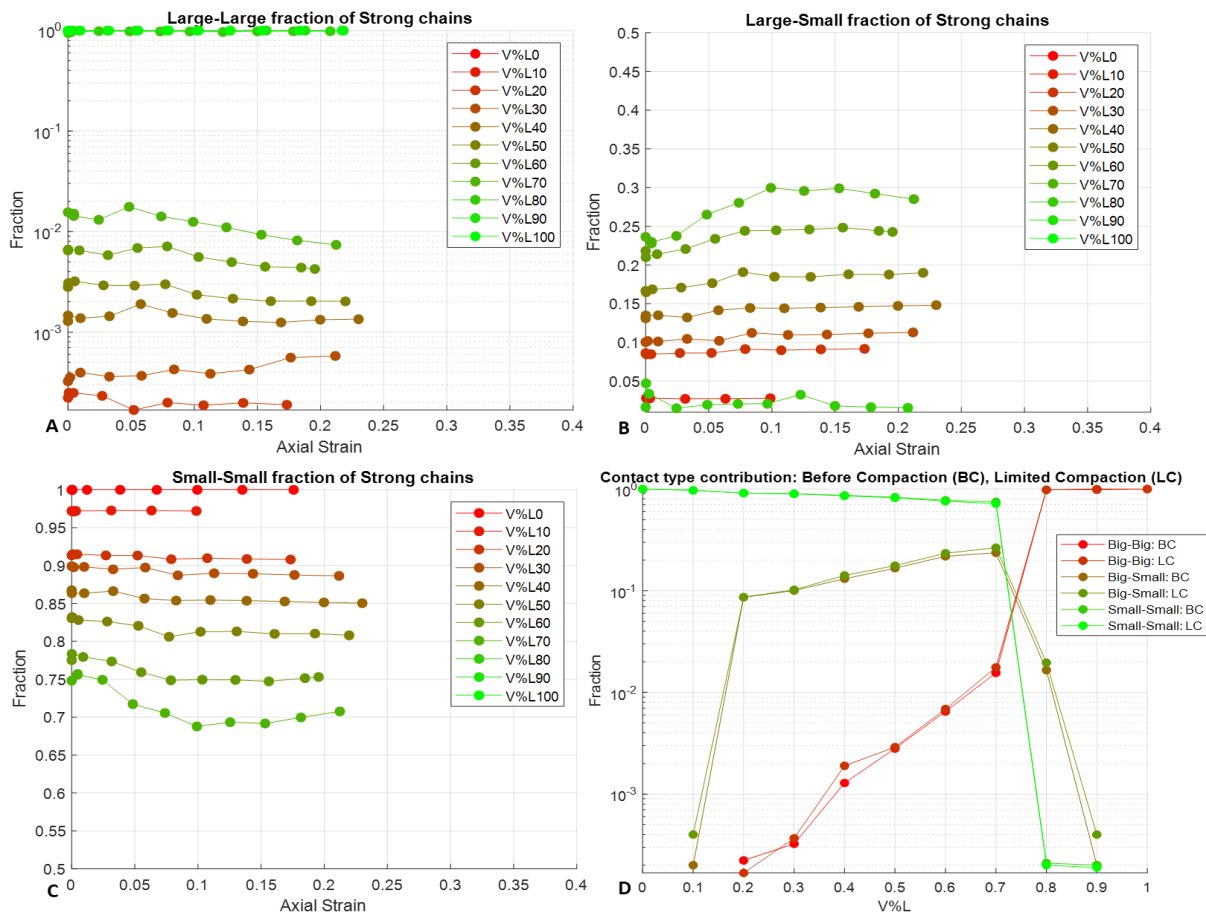 Large-Large fraction of Strong chains
10^0
10^-1
10^-2
10^-3
Fraction
0 0.05 0.1 0.15 0.2 0.25 0.3 0.35 0.4
Axial Strain
A
V%L0
V%L10
V%L20
V%L30
V%L40
V%L50
V%L60
V%L70
V%L80
V%L90
V%L100
Large-Small fraction of Strong chains
0.5
0.45
0.4
0.35
0.3
0.25
0.2
0.15
0.1
0.05
Fraction
0 0.05 0.1 0.15 0.2 0.25 0.3 0.35 0.4
Axial Strain
B
V%L0
V%L10
V%L20
V%L30
V%L40
V%L50
V%L60
V%L70
V%L80
V%L90
V%L100
Small-Small fraction of Strong chains
1
0.95
0.9
0.85
0.8
0.75
0.7
0.65
0.6
0.55
0.5
Fraction
0 0.05 0.1 0.15 0.2 0.25 0.3 0.35 0.4
Axial Strain
C
V%L0
V%L10
V%L20
V%L30
V%L40
V%L50
V%L60
V%L70
V%L80
V%L90
V%L100
Contact type contribution: Before Compaction (BC), Limited Compaction (LC)
10^0
10^-1
10^-2
10^-3
Fraction
0 0.1 0.2 0.3 0.4 0.5 0.6 0.7 0.8 0.9 1
V%L
D
Big-Big: BC
Big-Big: LC
Big-Small: BC
Big-Small: LC
Small-Small: BC
Small-Small: LC